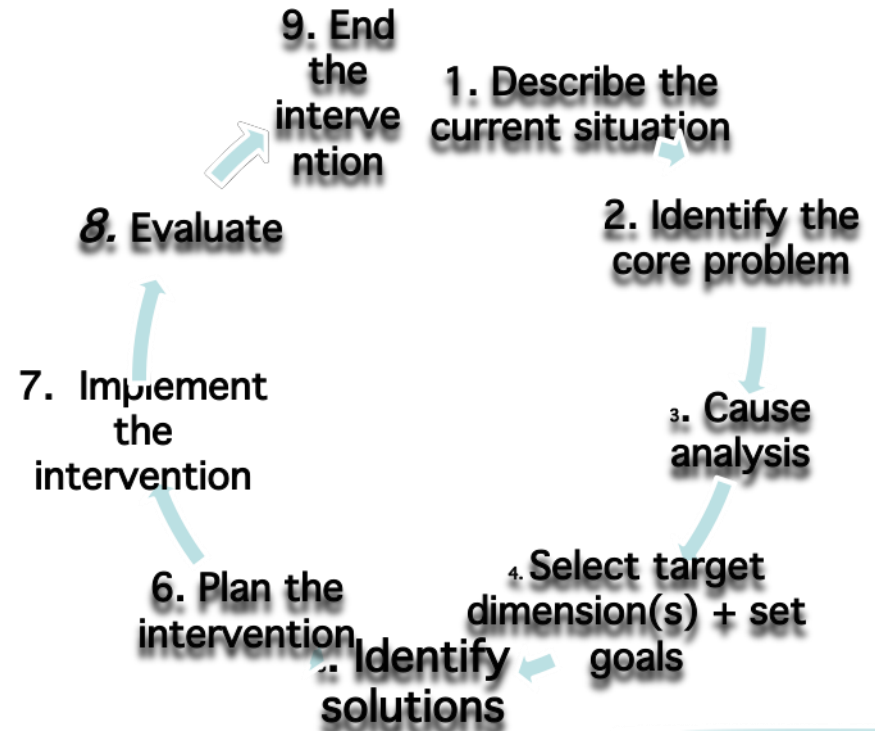 9. End
the
interve
ntion
1. Describe the
current situation
2. Identify the
core problem
3. Cause
analysis
4. Select target
dimension(s) + set
goals
. Identify
solutions
6. Plan the
intervention
7. Implement
the
intervention
8. Evaluate